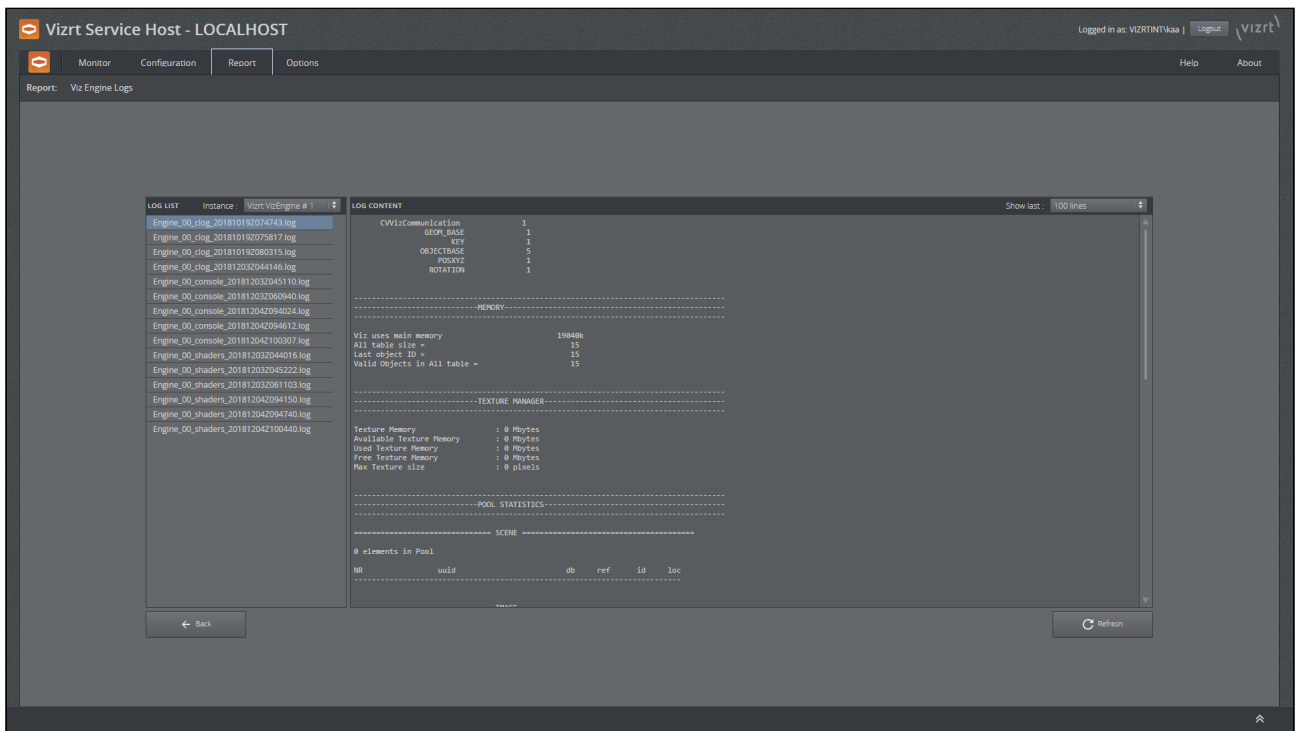 Vizrt Service Host - LOCALHOST
Logged in as: VIZRTINT\kaa | Logout
vizrt
Monitor Configuration Report Options Help About
Report: Viz Engine Logs
LOG LIST Instance : Vizrt VizEngine # 1
Engine_00_clog_20181019Z074743.log
Engine_00_clog_20181019Z075817.log
Engine_00_clog_20181019Z080315.log
Engine_00_clog_20181203Z044146.log
Engine_00_console_20181203Z045110.log
Engine_00_console_20181203Z060940.log
Engine_00_console_20181204Z094024.log
Engine_00_console_20181204Z094612.log
Engine_00_console_20181204Z100307.log
Engine_00_shaders_20181203Z044016.log
Engine_00_shaders_20181203Z045222.log
Engine_00_shaders_20181203Z061103.log
Engine_00_shaders_20181204Z094150.log
Engine_00_shaders_20181204Z094740.log
Engine_00_shaders_20181204Z100440.log
LOG CONTENT Show last : 100 lines
CVVizCommunication 1
GEOM_BASE 1
KEY 1
OBJECTBASE 5
POSXYZ 1
ROTATION 1
MEMORY
Viz uses main memory 19040k
All table size = 15
Last object ID = 15
Valid Objects in All table = 15
TEXTURE MANAGER
Texture Memory : 0 Mbytes
Available Texture Memory : 0 Mbytes
Used Texture Memory : 0 Mbytes
Free Texture Memory : 0 Mbytes
Max Texture size : 0 pixels
POOL STATISTICS
SCENE
0 elements in Pool
NR uuid db ref id loc
IMAGE
Back
Refresh